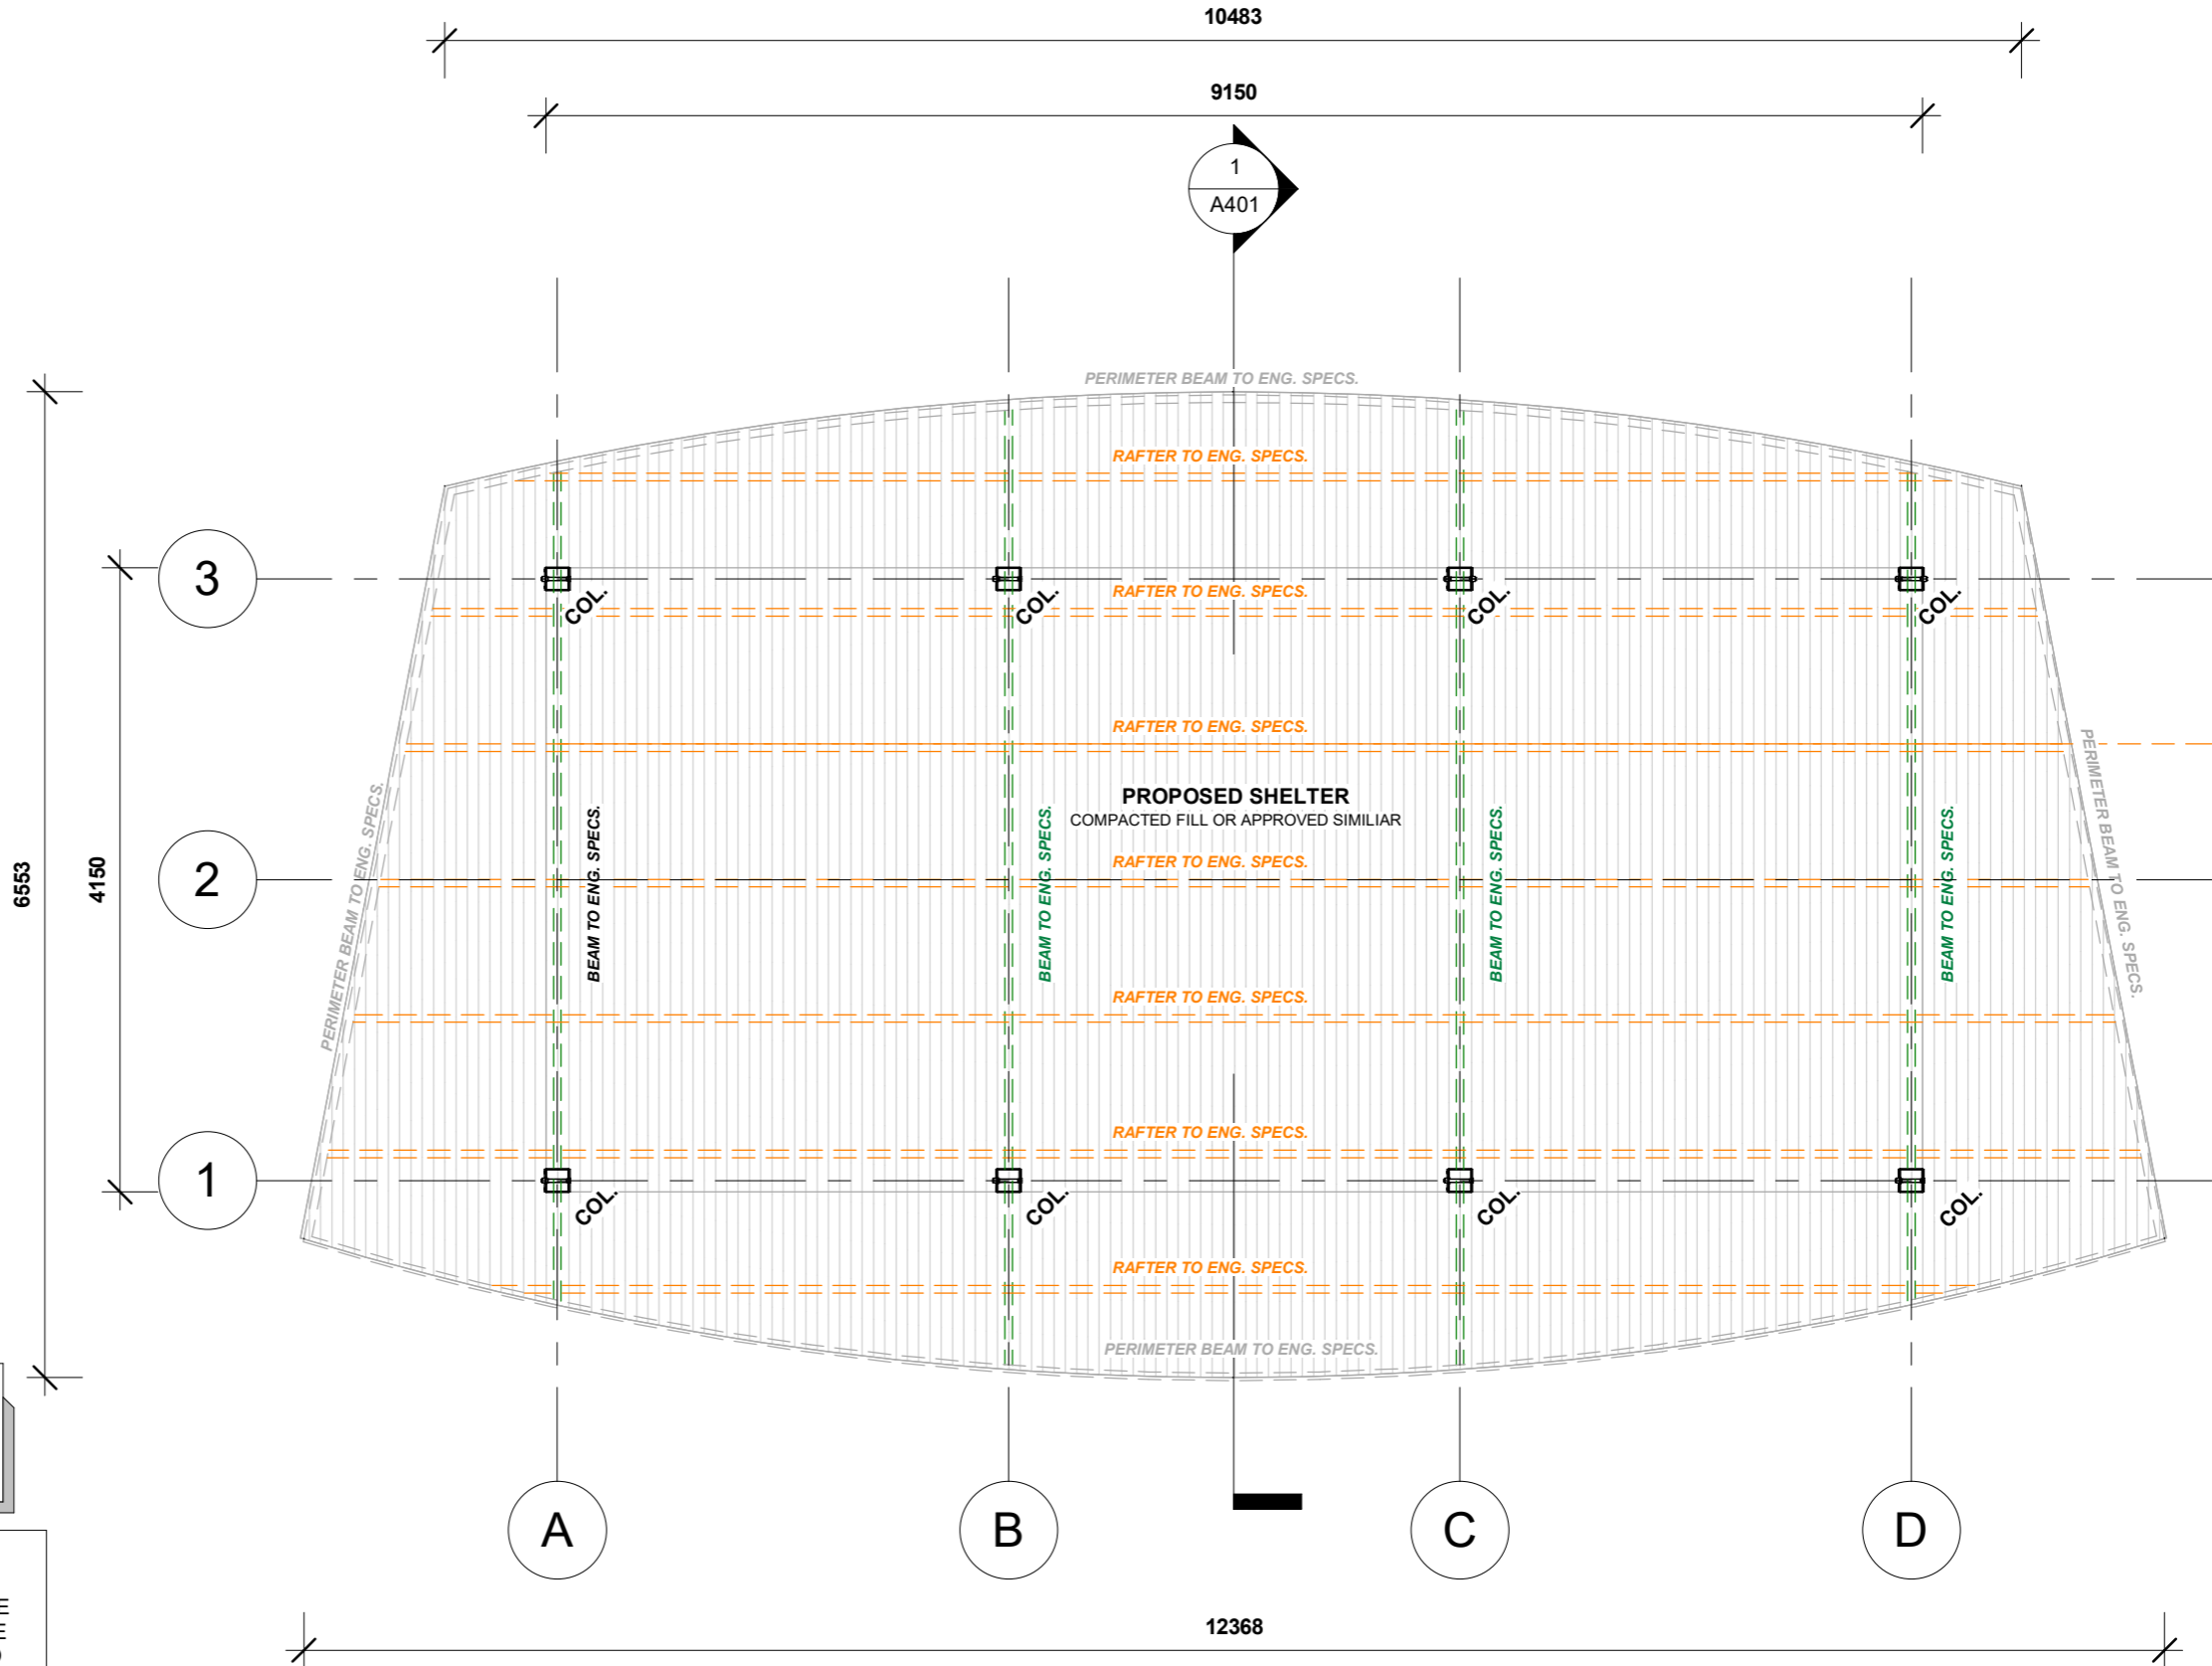 10483
9150
1
A401
PERIMETER BEAM TO ENG. SPECS.
RAFTER TO ENG. SPECS.
3
COL.
COL.
COL.
COL.
RAFTER TO ENG. SPECS.
RAFTER TO ENG. SPECS.
PERIMETER BEAM TO ENG. SPECS.
PERIMETER BEAM TO ENG. SPECS.
PROPOSED SHELTER
COMPACTED FILL OR APPROVED SIMILIAR
BEAM TO ENG. SPECS.
BEAM TO ENG. SPECS.
BEAM TO ENG. SPECS.
BEAM TO ENG. SPECS.
6553
4150
2
RAFTER TO ENG. SPECS.
RAFTER TO ENG. SPECS.
RAFTER TO ENG. SPECS.
1
COL.
COL.
COL.
COL.
RAFTER TO ENG. SPECS.
PERIMETER BEAM TO ENG. SPECS.
A
B
C
D
12368